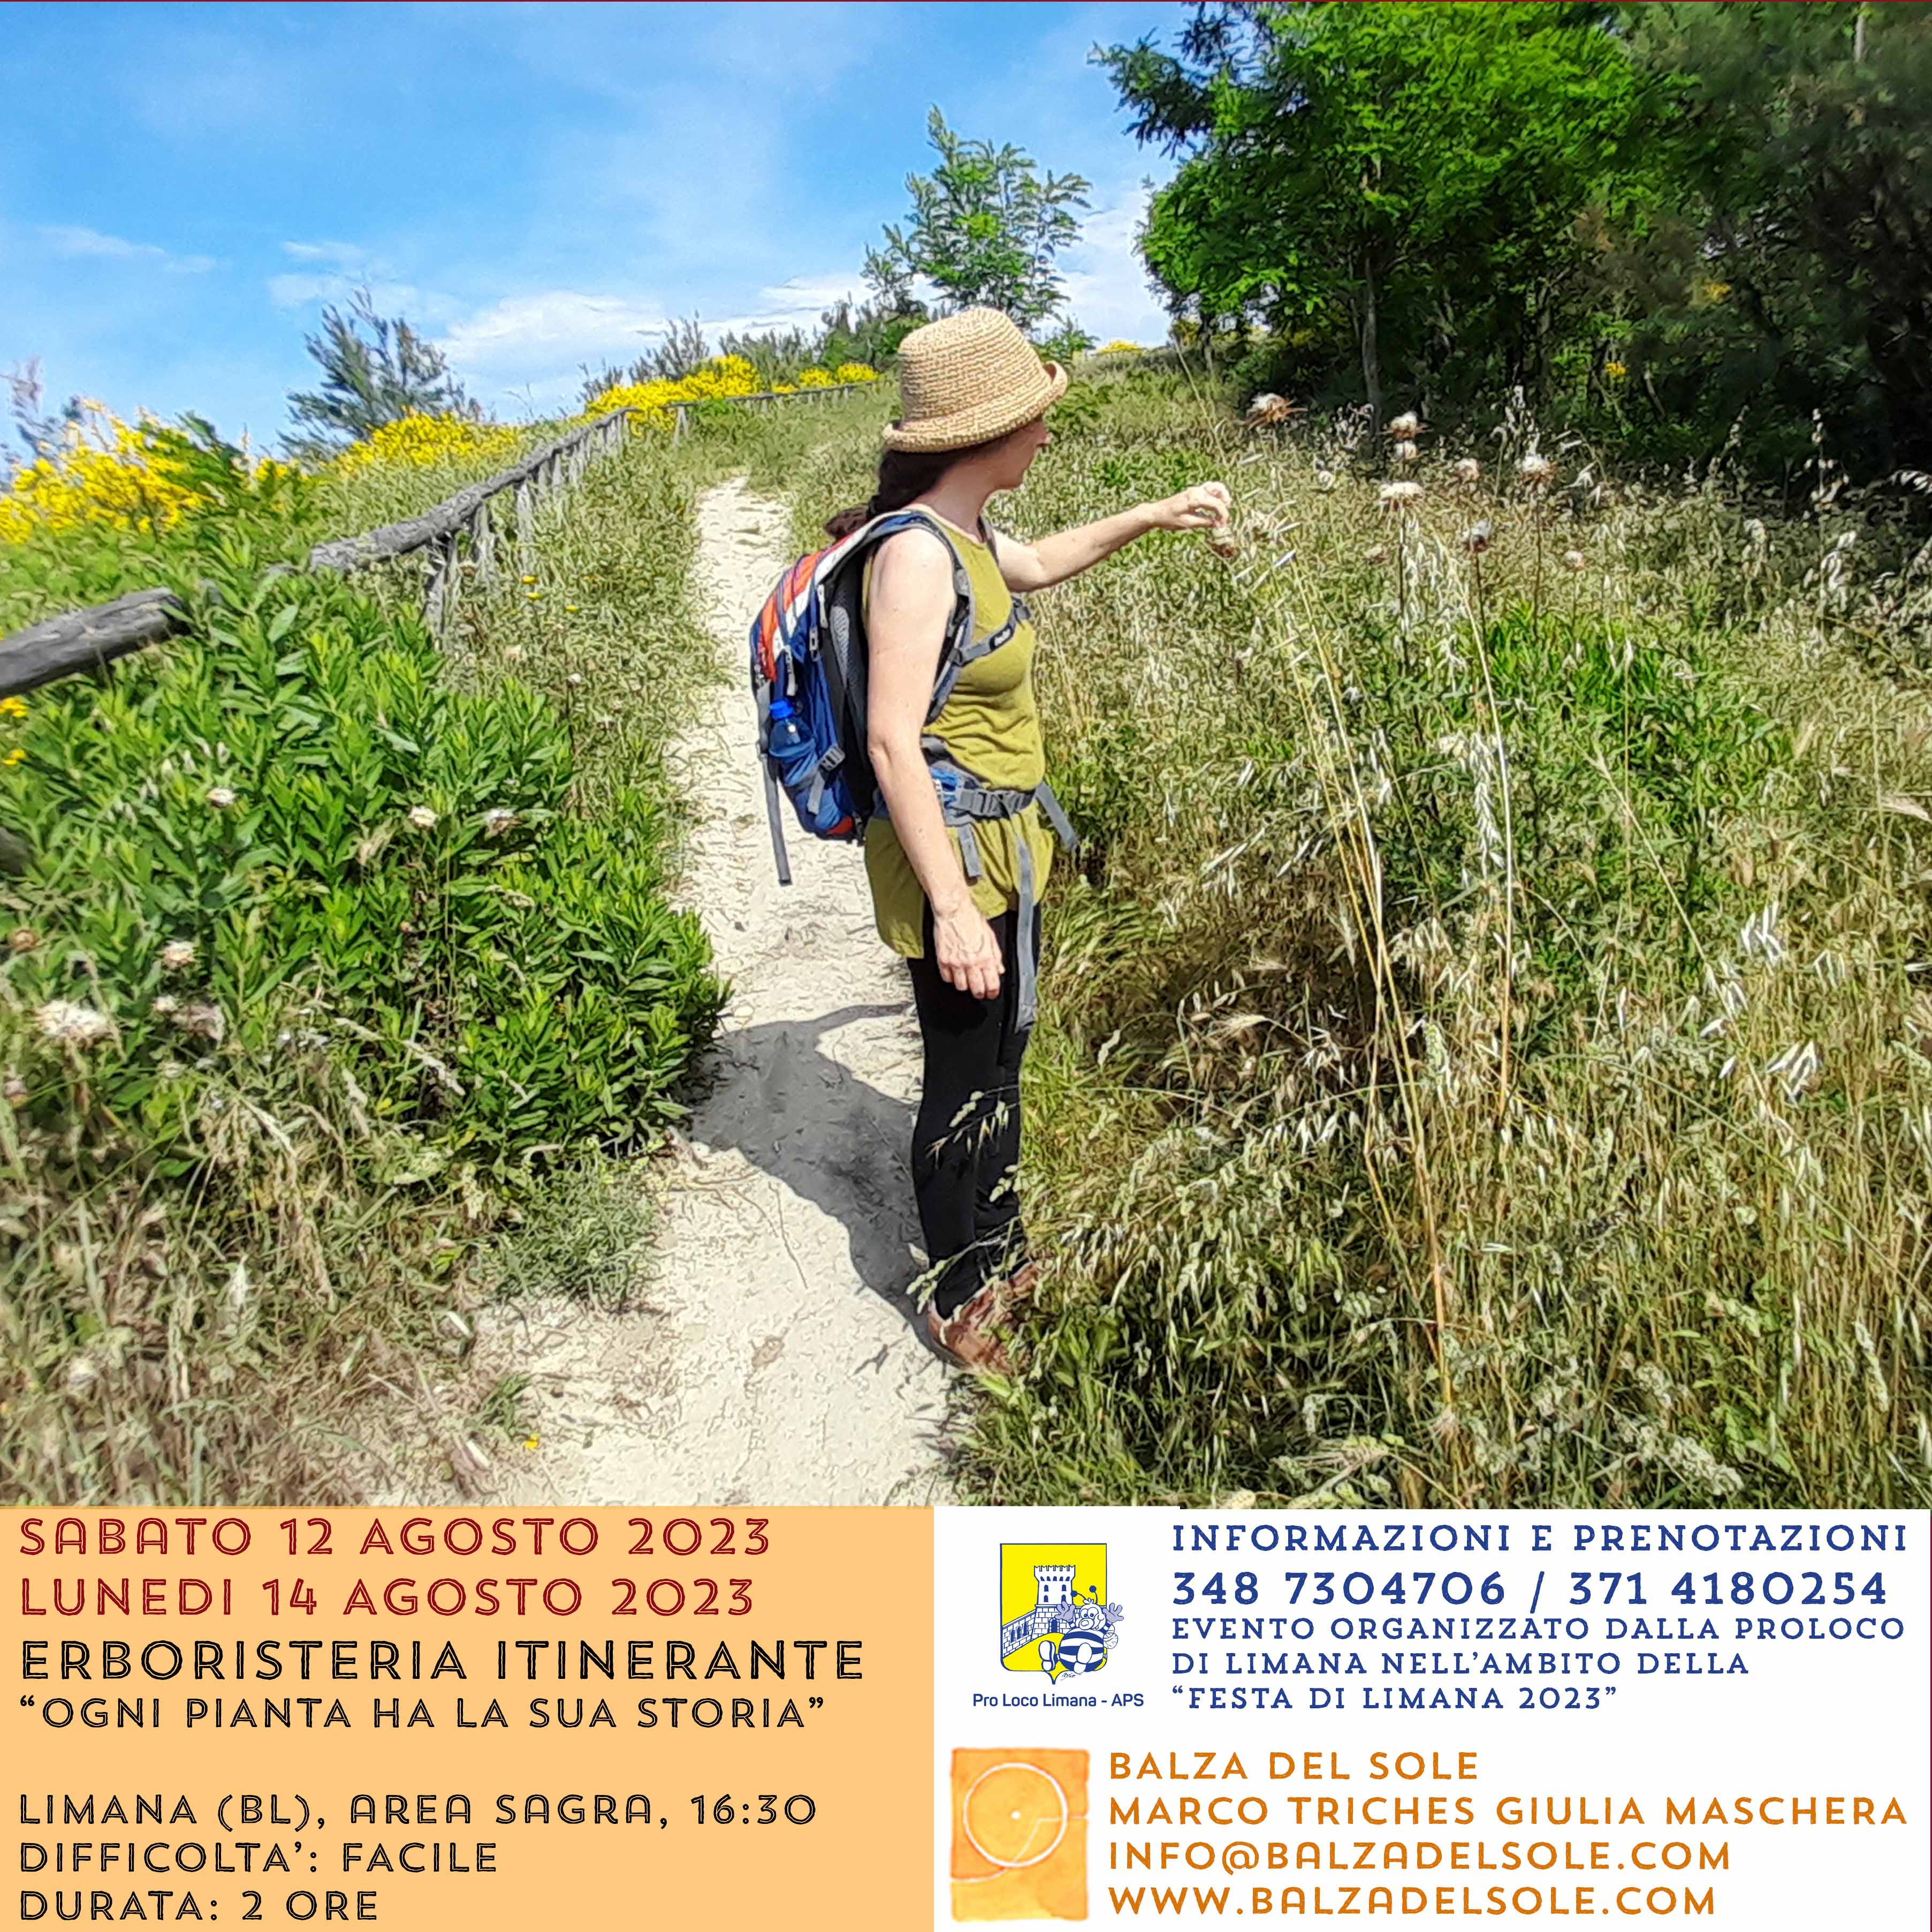 SABATO 12 AGOSTO 2023
LUNEDI 14 AGOSTO 2023
ERBORISTERIA ITINERANTE
“OGNI PIANTA HA LA SUA STORIA”
LIMANA (BL), AREA SAGRA, 16:30
DIFFICOLTA’: FACILE
DURATA: 2 ORE
INFORMAZIONI E PRENOTAZIONI
348 7304706 / 371 4180254
EVENTO ORGANIZZATO DALLA PROLOCO
DI LIMANA NELL’AMBITO DELLA
“FESTA DI LIMANA 2023”
Pro Loco Limana - APS
BALZA DEL SOLE
MARCO TRICHES GIULIA MASCHERA
INFO@BALZADELSOLE.COM
WWW.BALZADELSOLE.COM